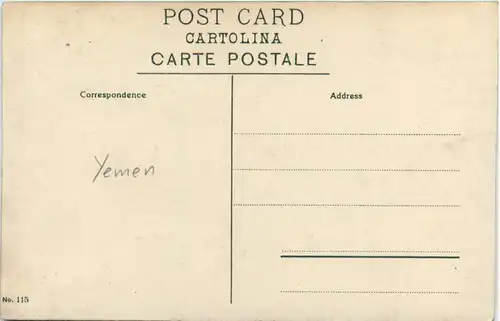 POST CARD
CARTOLINA
CARTE POSTALE
Correspondence
Address
Yemen
No. 115